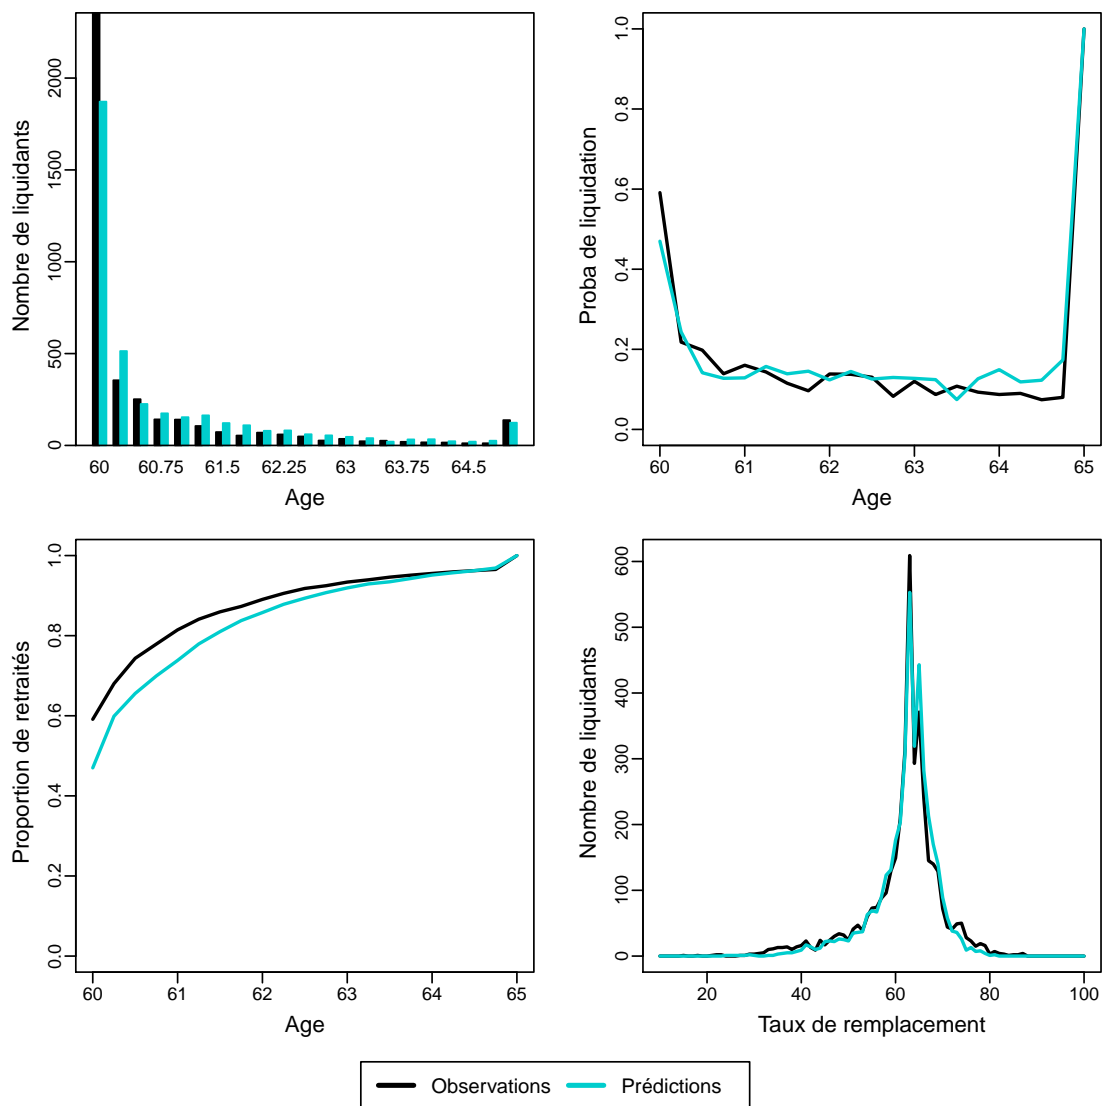 Nombre de liquidants
2000
1500
1000
500
0
60 60.75 61.5 62.25 63 63.75 64.5
Age
Proba de liquidation
1.0
0.8
0.6
0.4
0.2
0.0
60 61 62 63 64 65
Age
Proportion de retraités
1.0
0.8
0.6
0.4
0.2
0.0
60 61 62 63 64 65
Age
Nombre de liquidants
600
500
400
300
200
100
0
20 40 60 80 100
Taux de remplacement
Observations Prédictions